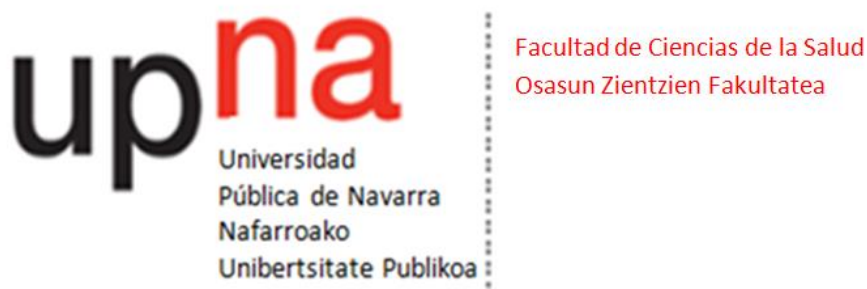 upna
Universidad
Pública de Navarra
Nafarroako
Unibertsitate Publikoa
Facultad de Ciencias de la Salud
Osasun Zientzien Fakultatea